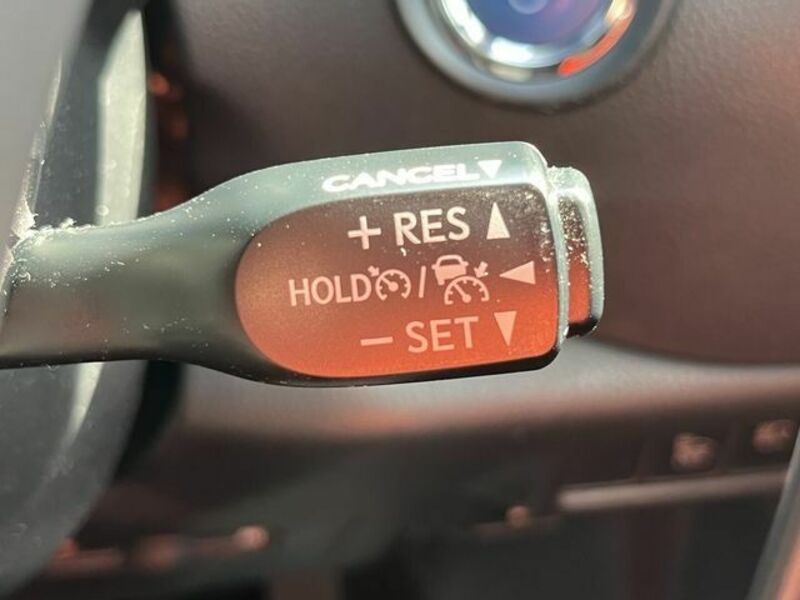 CANCEL▼
+ RES ▲
HOLD / ◀
– SET ▼